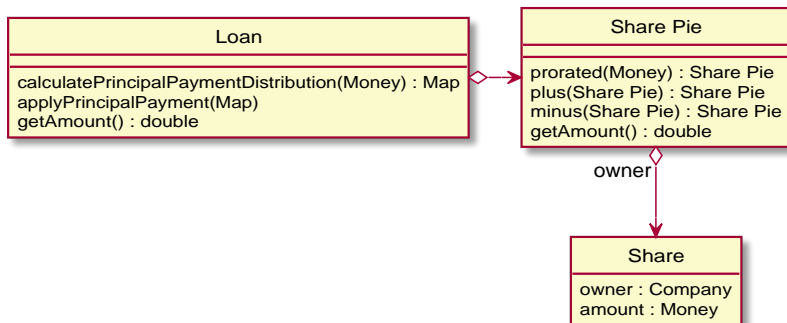 Loan
calculatePrincipalPaymentDistribution(Money) : Map
applyPrincipalPayment(Map)
getAmount() : double
Share Pie
prorated(Money) : Share Pie
plus(Share Pie) : Share Pie
minus(Share Pie) : Share Pie
getAmount() : double
owner
Share
owner : Company
amount : Money